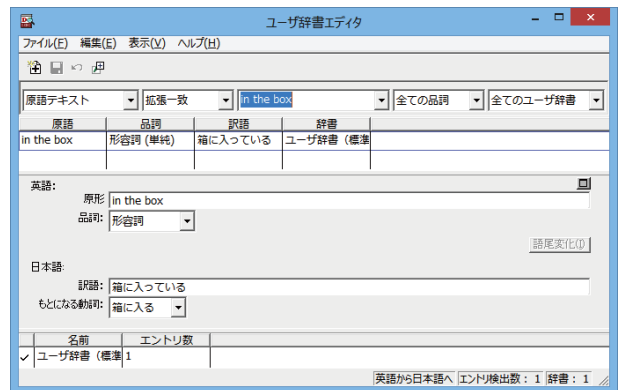 ユーザ辞書エディタ
ファイル(F) 編集(E) 表示(V) ヘルプ(H)
原語テキスト 拡張一致 in the box 全ての品詞 全てのユーザ辞書
原語 品詞 訳語 辞書
in the box 形容詞 (単純) 箱に入っている ユーザ辞書（標準
英語:
原形 in the box
品詞: 形容詞
語尾変化(I)
日本語:
訳語: 箱に入っている
もとになる動詞: 箱に入る
名前 エントリ数
ユーザ辞書（標準 1
英語から日本語へ エントリ検出数： 1 辞書： 1